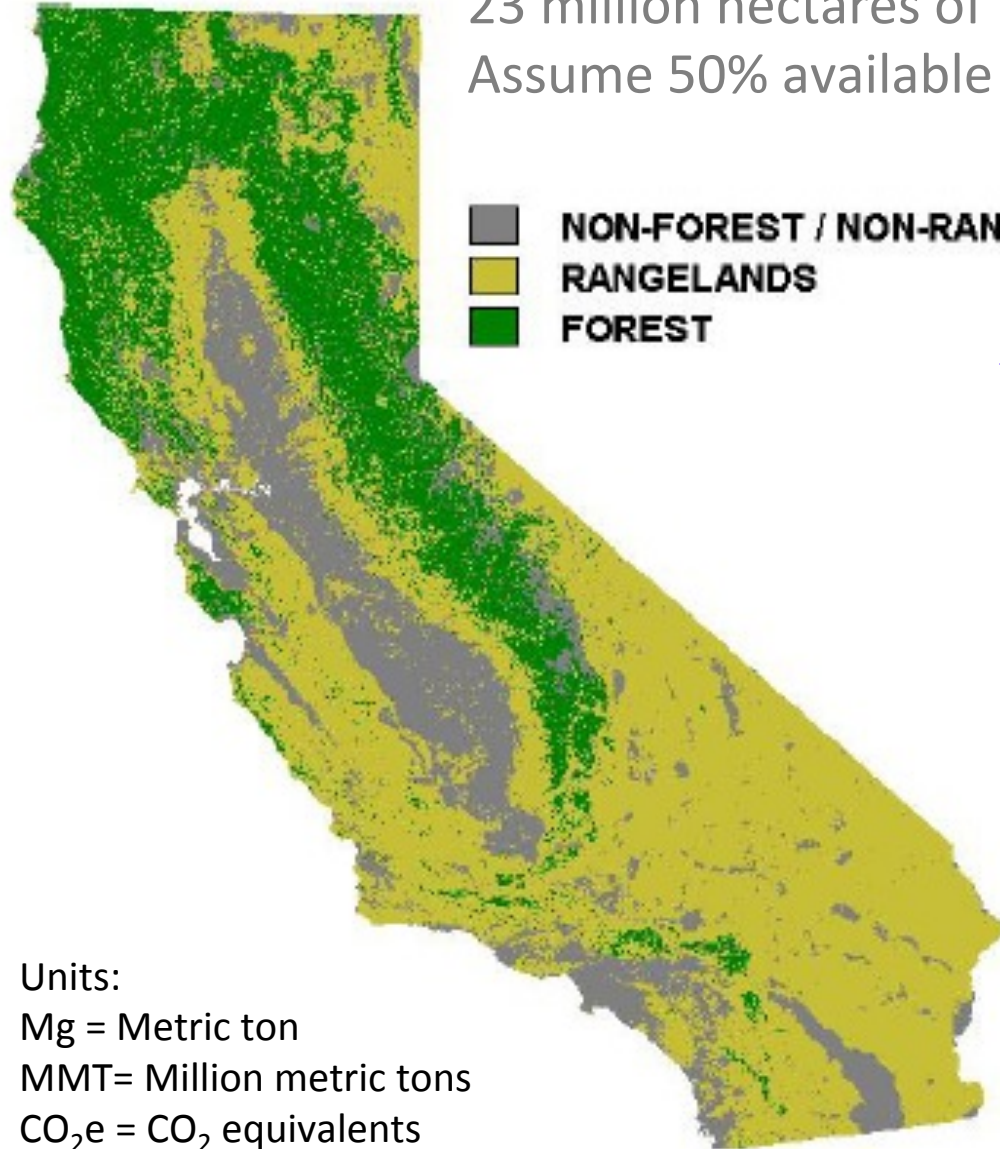 23 million hectares of
Assume 50% available
NON-FOREST / NON-RAN
RANGELANDS
FOREST
Units:
Mg = Metric ton
MMT= Million metric tons
CO₂e = CO₂ equivalents